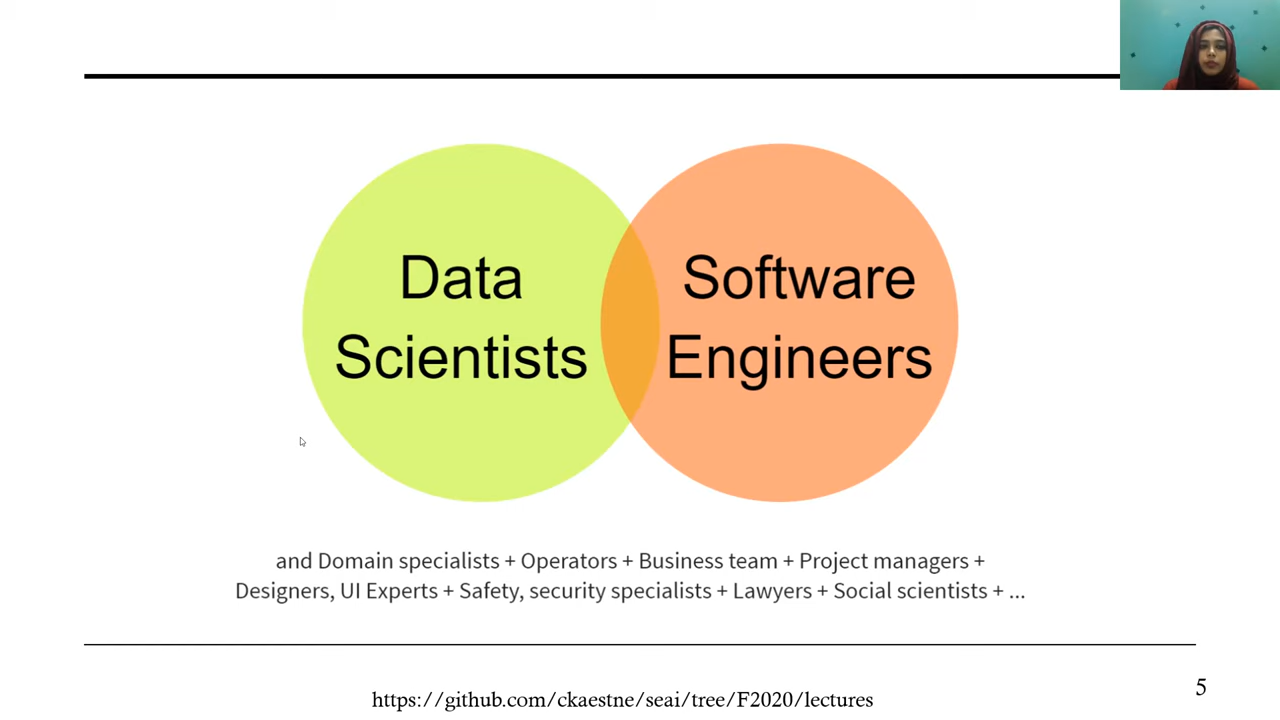 Data
Scientists
Software
Engineers
and Domain specialists + Operators + Business team + Project managers +
Designers, UI Experts + Safety, security specialists + Lawyers + Social scientists + ...
https://github.com/ckaestne/seai/tree/F2020/lectures
5